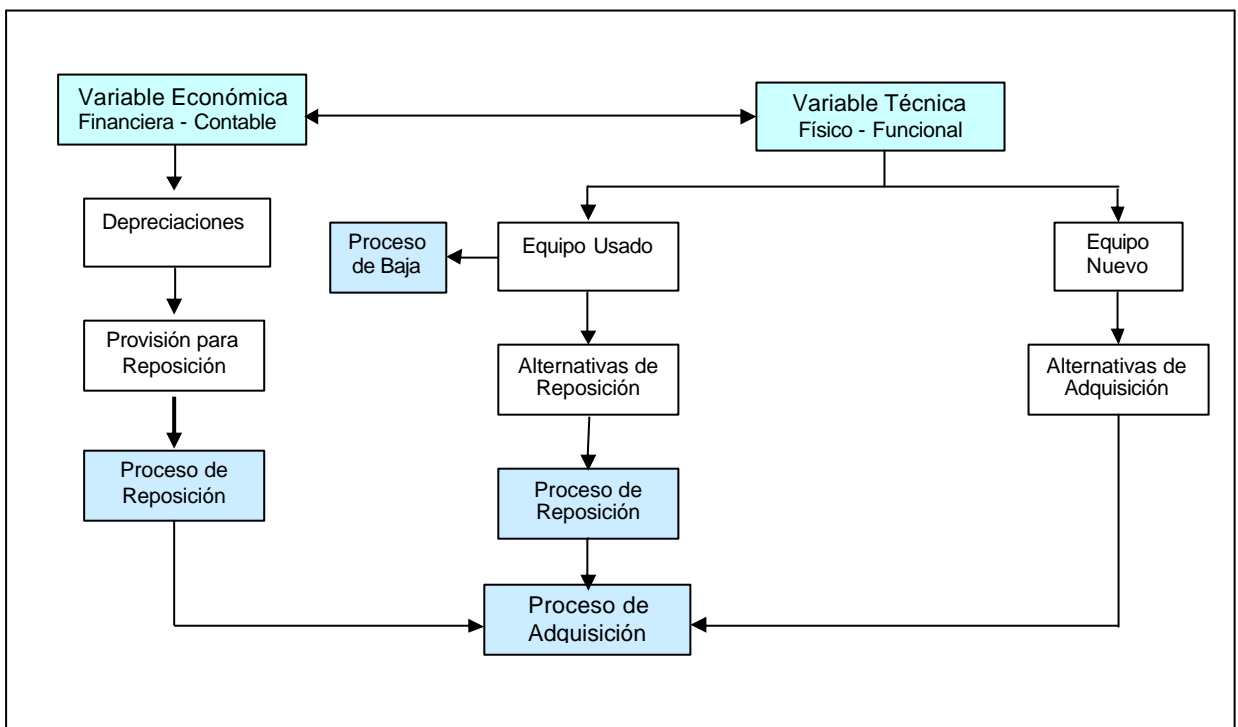 Variable Económica
Financiera - Contable
Variable Técnica
Físico - Funcional
Depreciaciones
Proceso
de Baja
Equipo Usado
Equipo
Nuevo
Provisión para
Reposición
Alternativas de
Reposición
Alternativas de
Adquisición
Proceso de
Reposición
Proceso de
Reposición
Proceso de
Adquisición